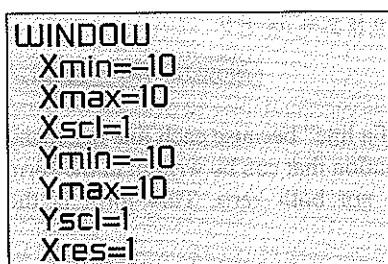 WINDOW
Xmin=-10
Xmax=10
Xscl=1
Ymin=-10
Ymax=10
Yscl=1
Xres=1